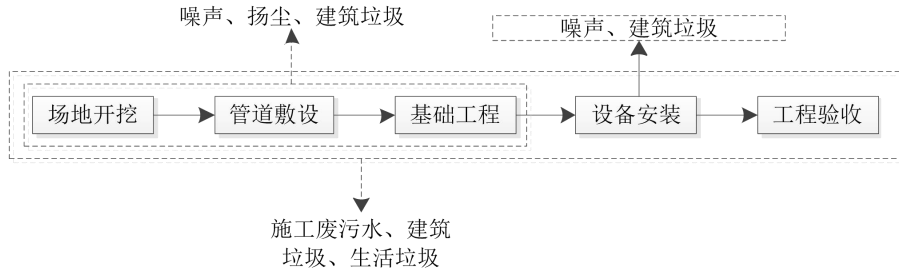 噪声、扬尘、建筑垃圾
噪声、建筑垃圾
场地开挖
管道敷设
基础工程
设备安装
工程验收
施工废污水、建筑
垃圾、生活垃圾